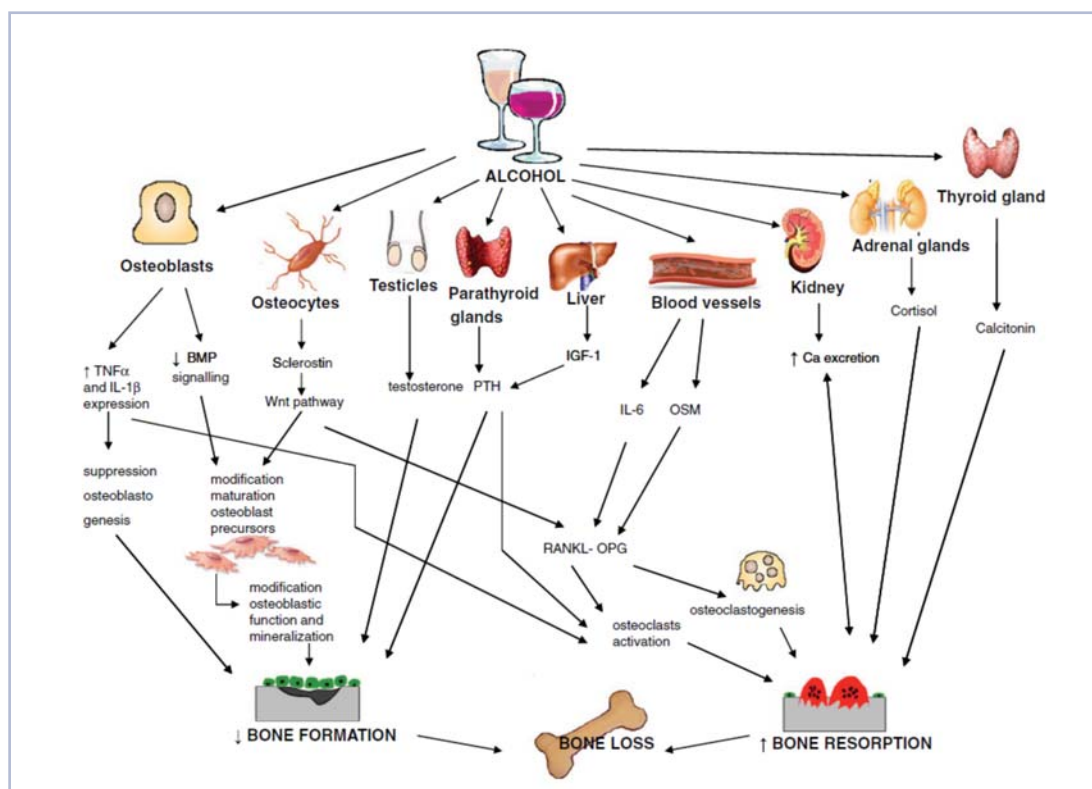 ALCOHOL
Thyroid gland
Adrenal glands
Osteoblasts
Osteocytes
Testicles
Parathyroid
glands
Liver
Blood vessels
Kidney
Cortisol
Calcitonin
↑ TNFα
and IL-1β
expression
↓ BMP
signalling
Sclerostin
Wnt pathway
testosterone
PTH
IGF-1
IL-6
OSM
↑ Ca excretion
suppression
osteoblasto
genesis
modification
maturation
osteoblast
precursors
modification
osteoblastic
function and
mineralization
RANKL- OPG
osteoclasts
activation
osteoclastogenesis
↓ BONE FORMATION
BONE LOSS
↑ BONE RESORPTION